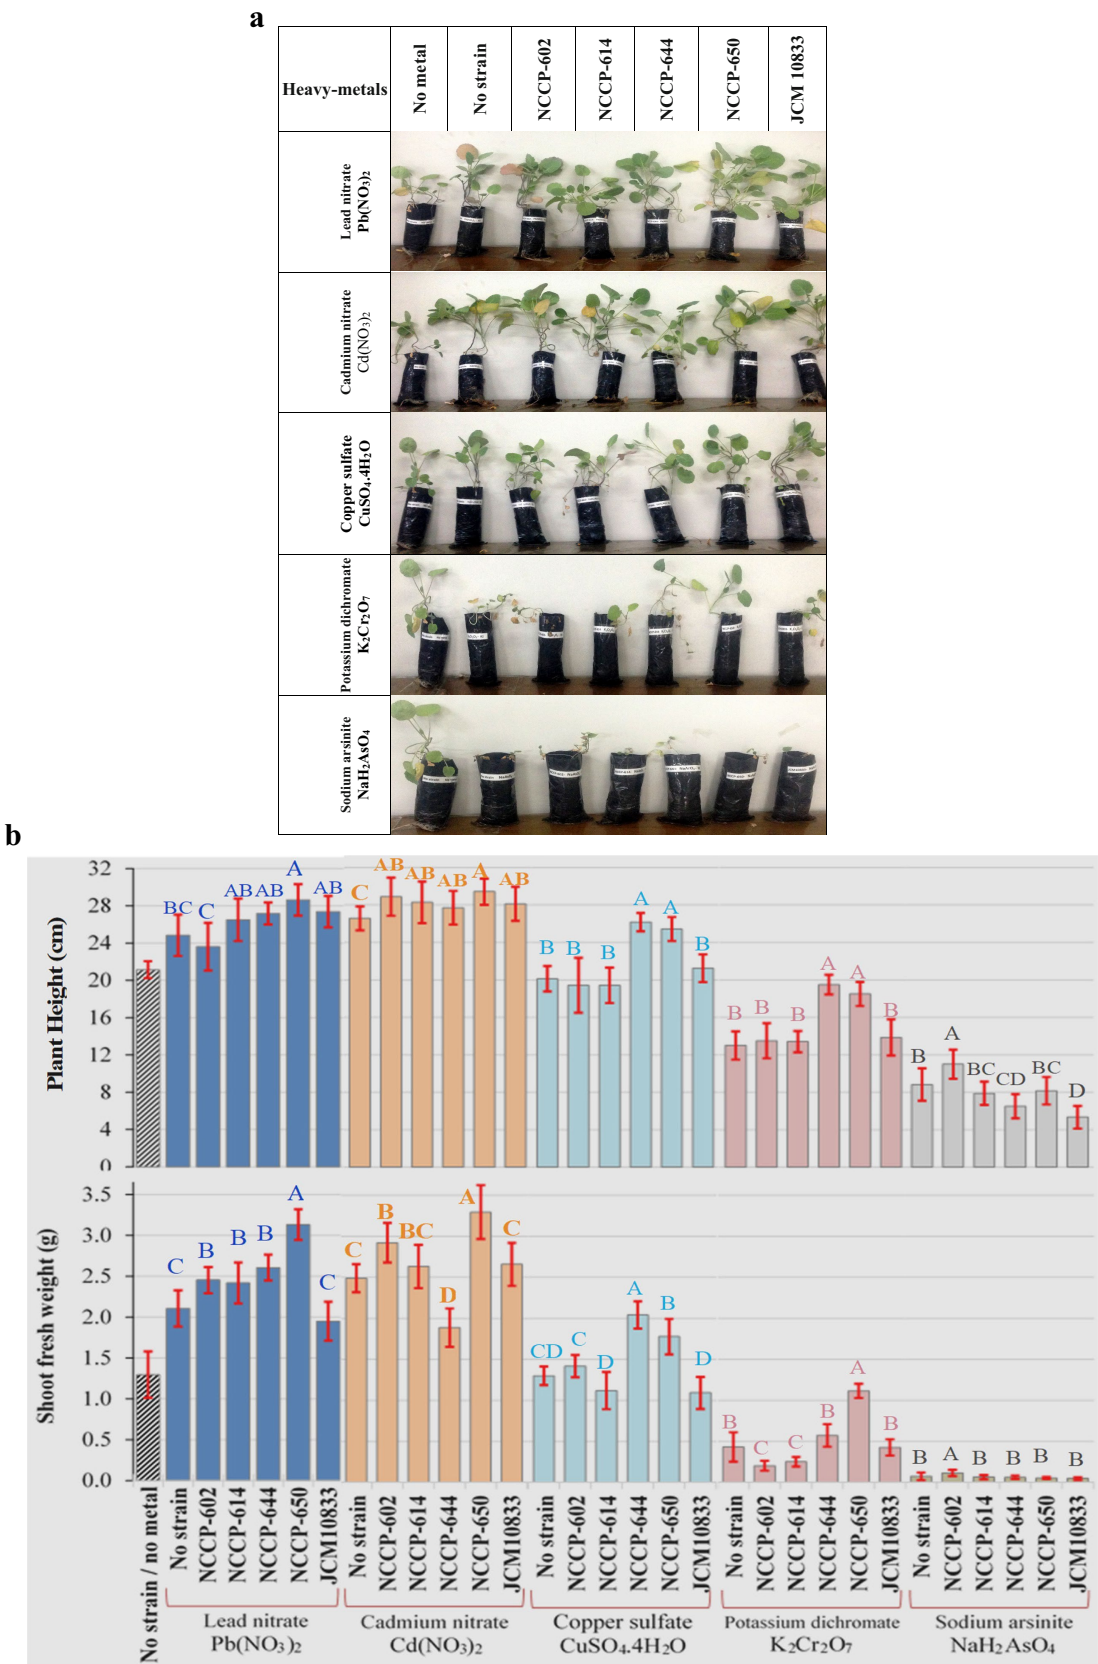 a
Heavy-metals
No metal
No strain
NCCP-602
NCCP-614
NCCP-644
NCCP-650
JCM 10833
Lead nitrate
Pb(NO₃)₂
Cadmium nitrate
Cd(NO₃)₂
Copper sulfate
CuSO₄.4H₂O
Potassium dichromate
K₂Cr₂O₇
Sodium arsinite
NaH₂AsO₄
b
Plant Height (cm)
32
28
24
20
16
12
8
4
0
BC C AB AB A AB
C AB AB AB A AB
B B B A A B
B B B A A B
B A BC CD BC D
Shoot fresh weight (g)
3.5
3.0
2.5
2.0
1.5
1.0
0.5
0.0
C B B B A C
C B BC D A C
CD C D A B D
B C C B A B
B A B B B B
No strain / no metal
No strain
NCCP-602
NCCP-614
NCCP-644
NCCP-650
JCM10833
No strain
NCCP-602
NCCP-614
NCCP-644
NCCP-650
JCM10833
No strain
NCCP-602
NCCP-614
NCCP-644
NCCP-650
JCM10833
No strain
NCCP-602
NCCP-614
NCCP-644
NCCP-650
JCM10833
No strain
NCCP-602
NCCP-614
NCCP-644
NCCP-650
JCM10833
Lead nitrate
Pb(NO₃)₂
Cadmium nitrate
Cd(NO₃)₂
Copper sulfate
CuSO₄.4H₂O
Potassium dichromate
K₂Cr₂O₇
Sodium arsinite
NaH₂AsO₄